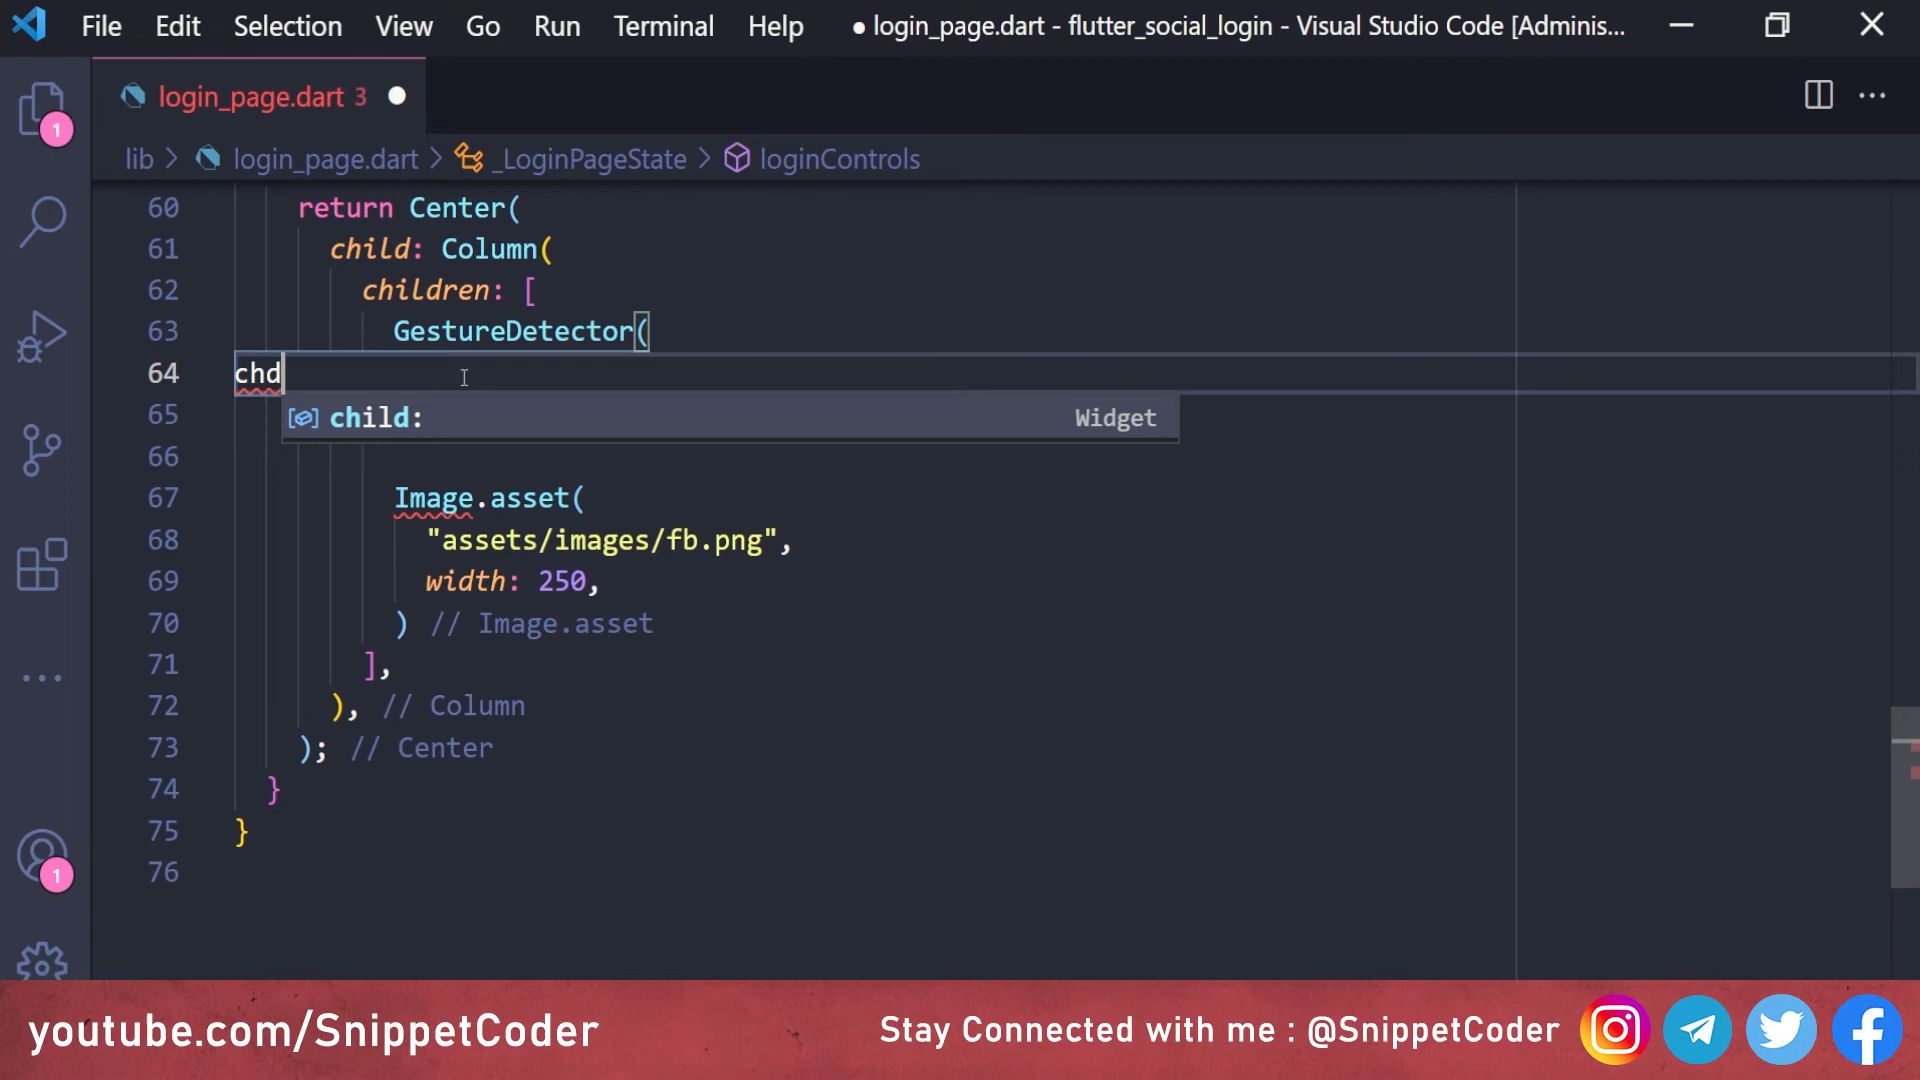 File Edit Selection View Go Run Terminal Help ● login_page.dart - flutter_social_login - Visual Studio Code [Adminis...
login_page.dart 3
lib > login_page.dart > _LoginPageState > loginControls
60 return Center(
61 child: Column(
62 children: [
63 GestureDetector(
64 chd
65 child: Widget
66
67 Image.asset(
68 "assets/images/fb.png",
69 width: 250,
70 ) // Image.asset
71 ],
72 ), // Column
73 ); // Center
74 }
75 }
76
1
1
youtube.com/SnippetCoder Stay Connected with me : @SnippetCoder